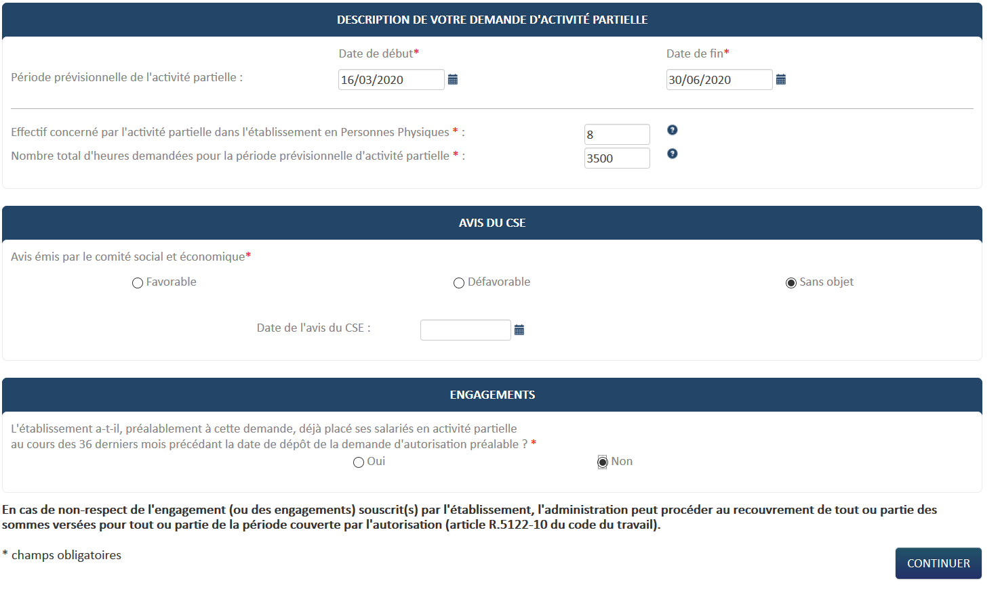 DESCRIPTION DE VOTRE DEMANDE D'ACTIVITÉ PARTIELLE
Date de début* Date de fin*
Période prévisionnelle de l'activité partielle : 16/03/2020 30/06/2020
Effectif concerné par l'activité partielle dans l'établissement en Personnes Physiques * : 8 ?
Nombre total d'heures demandées pour la période prévisionnelle d'activité partielle * : 3500 ?
AVIS DU CSE
Avis émis par le comité social et économique*
Favorable Défavorable Sans objet
Date de l'avis du CSE :
ENGAGEMENTS
L'établissement a-t-il, préalablement à cette demande, déjà placé ses salariés en activité partielle
au cours des 36 derniers mois précédant la date de dépôt de la demande d'autorisation préalable ? *
Oui Non
En cas de non-respect de l'engagement (ou des engagements) souscrit(s) par l'établissement, l'administration peut procéder au recouvrement de tout ou partie des
sommes versées pour tout ou partie de la période couverte par l'autorisation (article R.5122-10 du code du travail).
* champs obligatoires
CONTINUER